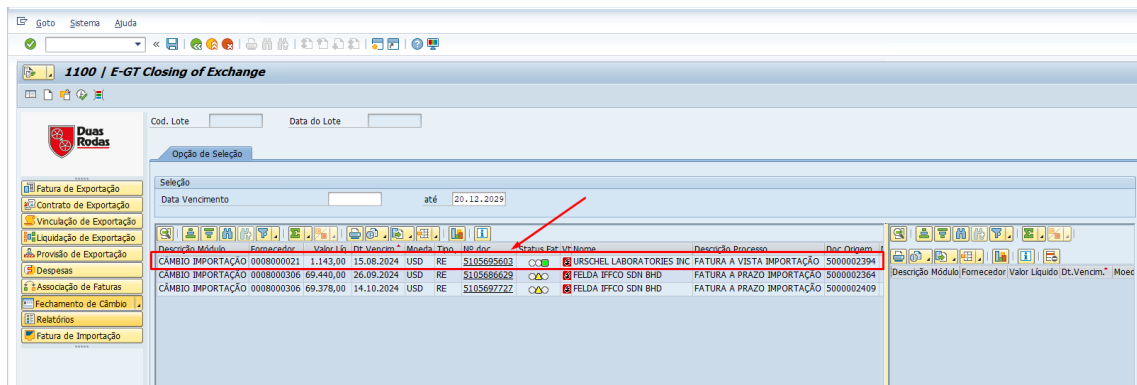 Goto Sistema Ajuda
1100 | E-GT Closing of Exchange
Duas
Rodas
Cod. Lote Data do Lote
Opção de Seleção
Seleção
Data Vencimento até 20.12.2029
Fatura de Exportação
Contrato de Exportação
Vinculação de Exportação
Liquidação de Exportação
Provisão de Exportação
Despesas
Associação de Faturas
Fechamento de Câmbio
Relatórios
Fatura de Importação
Descrição Módulo Fornecedor Valor Líq Dt.Vencim. Moeda Tipo Nº doc. Status Fat Vt Nome Descrição Processo Doc.Origem
CÂMBIO IMPORTAÇÃO 0008000021 1.143,00 15.08.2024 USD RE 5105695603 URSCHEL LABORATORIES INC FATURA A VISTA IMPORTAÇÃO 5000002394
CÂMBIO IMPORTAÇÃO 0008000306 69.440,00 26.09.2024 USD RE 5105686629 FELDA IFFCO SDN BHD FATURA A PRAZO IMPORTAÇÃO 5000002364
CÂMBIO IMPORTAÇÃO 0008000306 69.378,00 14.10.2024 USD RE 5105697727 FELDA IFFCO SDN BHD FATURA A PRAZO IMPORTAÇÃO 5000002409
Descrição Módulo Fornecedor Valor Líquido Dt.Vencim. Moed